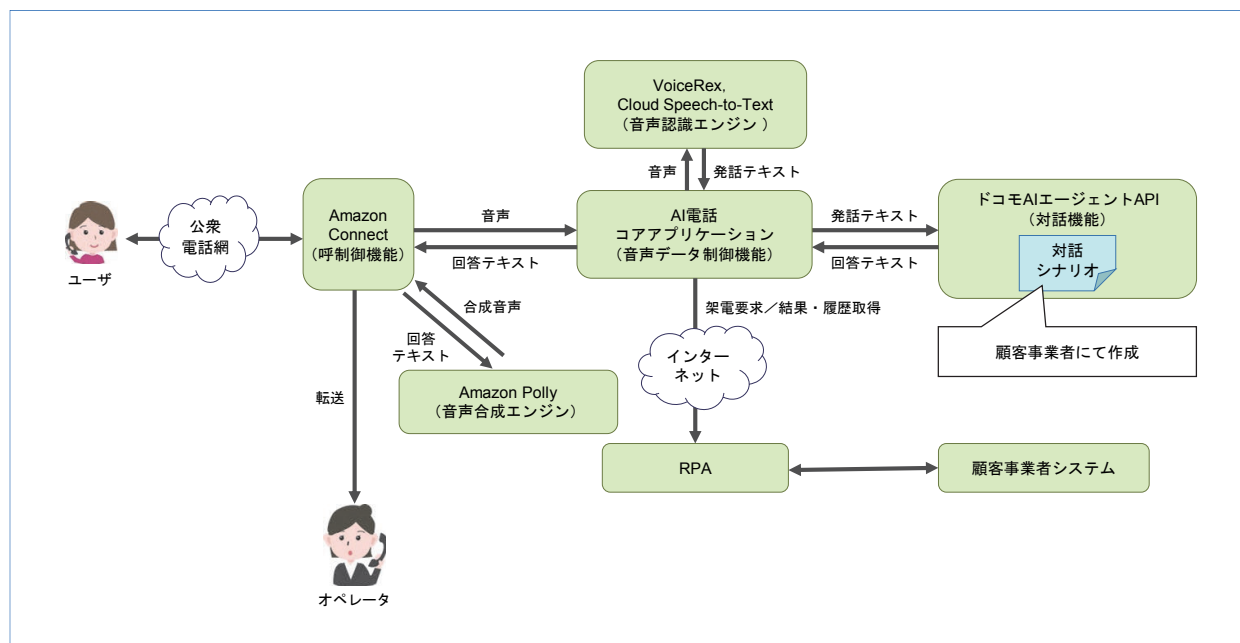 VoiceRex,
Cloud Speech-to-Text
（音声認識エンジン ）
音声
発話テキスト
公衆
電話網
ユーザ
Amazon
Connect
（呼制御機能）
音声
回答テキスト
AI電話
コアアプリケーション
（音声データ制御機能）
発話テキスト
回答テキスト
ドコモAIエージェントAPI
（対話機能）
対話
シナリオ
顧客事業者にて作成
合成音声
回答
テキスト
架電要求／結果・履歴取得
インター
ネット
Amazon Polly
（音声合成エンジン）
転送
RPA
顧客事業者システム
オペレータ